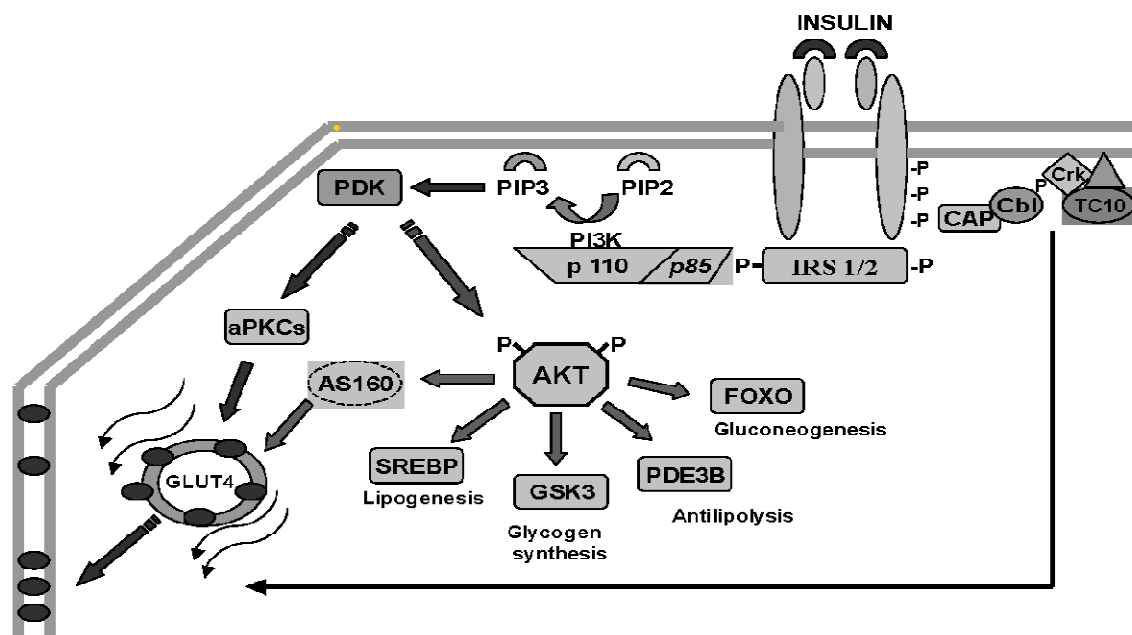 INSULIN
PDK
PIP3
PIP2
-P
-P
-P
CAP
Cbl
P
Crk
TC10
PI3K
p 110
p85
P-
IRS 1/2
-P
aPKCs
P
P
AKT
AS160
FOXO
Gluconeogenesis
SREBP
Lipogenesis
GSK3
Glycogen
synthesis
PDE3B
Antilipolysis
GLUT4